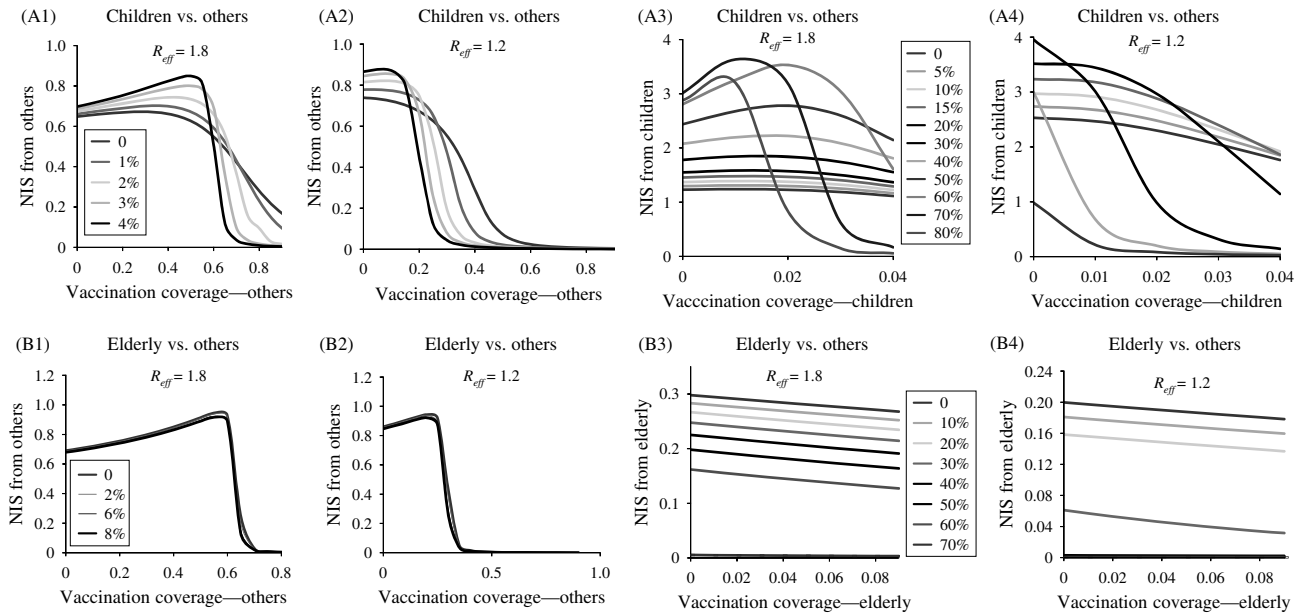 (A1) Children vs. others
R_eff = 1.8
NIS from others
1.0
0.8
0.6
0.4
0.2
0
0
1%
2%
3%
4%
0 0.2 0.4 0.6 0.8
Vaccination coverage—others
(A2) Children vs. others
R_eff = 1.2
NIS from others
1.0
0.8
0.6
0.4
0.2
0
0 0.2 0.4 0.6 0.8
Vaccination coverage—others
(A3) Children vs. others
R_eff = 1.8
NIS from children
4
3
2
1
0
0 0.02 0.04
Vacccination coverage—children
0
5%
10%
15%
20%
30%
40%
50%
60%
70%
80%
(A4) Children vs. others
R_eff = 1.2
NIS from children
4
3
2
1
0
0 0.01 0.02 0.03 0.04
Vacccination coverage—children
(B1) Elderly vs. others
R_eff = 1.8
NIS from others
1.2
1.0
0.8
0.6
0.4
0.2
0
0
2%
6%
8%
0 0.2 0.4 0.6 0.8
Vaccination coverage—others
(B2) Elderly vs. others
R_eff = 1.2
NIS from others
1.2
1.0
0.8
0.6
0.4
0.2
0
0 0.5 1.0
Vaccination coverage—others
(B3) Elderly vs. others
R_eff = 1.8
NIS from elderly
0.3
0.2
0.1
0
0 0.02 0.04 0.06 0.08
Vaccination coverage—elderly
0
10%
20%
30%
40%
50%
60%
70%
(B4) Elderly vs. others
R_eff = 1.2
NIS from elderly
0.24
0.20
0.16
0.12
0.08
0.04
0
0 0.02 0.04 0.06 0.08
Vaccination coverage—elderly